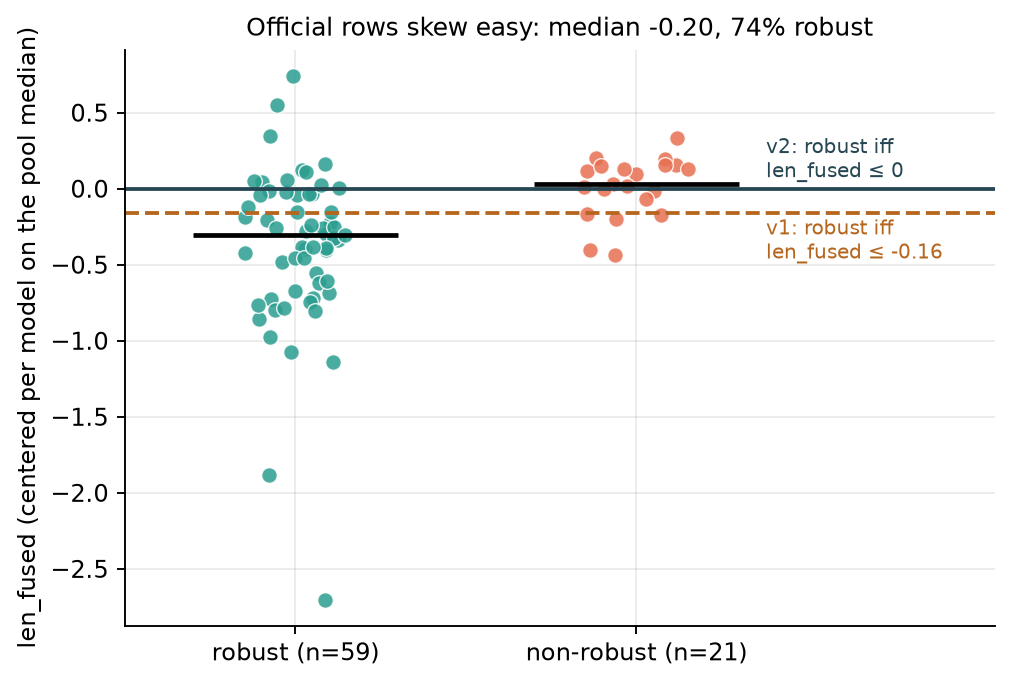 Official rows skew easy: median -0.20, 74% robust
len_fused (centered per model on the pool median)
0.5
0.0
−0.5
−1.0
−1.5
−2.0
−2.5
v2: robust iff
len_fused ≤ 0
v1: robust iff
len_fused ≤ -0.16
robust (n=59)
non-robust (n=21)